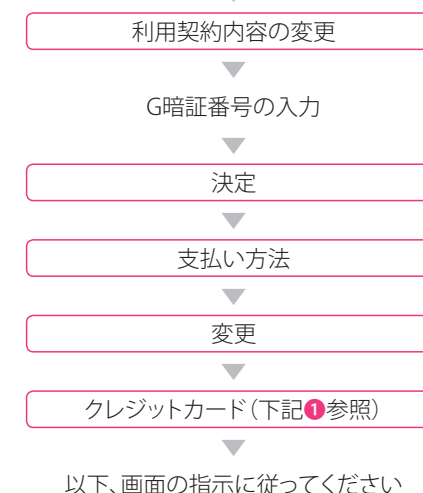 利用契約内容の変更
G暗証番号の入力
決定
支払い方法
変更
クレジットカード（下記❶参照）
以下、画面の指示に従ってください